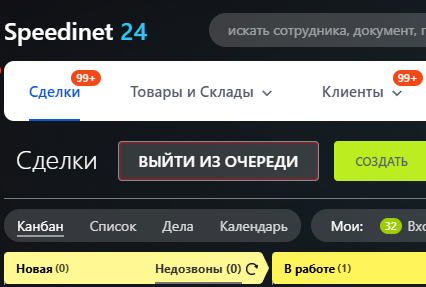 Speedinet 24
искать сотрудника, документ,
99+ 99+
Сделки Товары и Склады Клиенты
Сделки ВЫЙТИ ИЗ ОЧЕРЕДИ СОЗДАТЬ
Канбан Список Дела Календарь Мои: 32
Новая (0) Недозвоны (0) В работе (1)